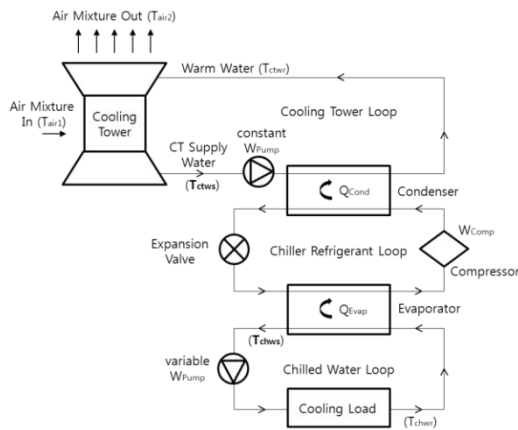 Air Mixture Out (Tair2)
Warm Water (Tctwr)
Air Mixture
In (Tair1)
Cooling
Tower
Cooling Tower Loop
CT Supply
Water
(Tctws)
constant
WPump
QCond
Condenser
Expansion
Valve
Chiller Refrigerant Loop
WComp
Compressor
QEvap
Evaporator
(Tchws)
variable
WPump
Chilled Water Loop
Cooling Load
(Tchwr)